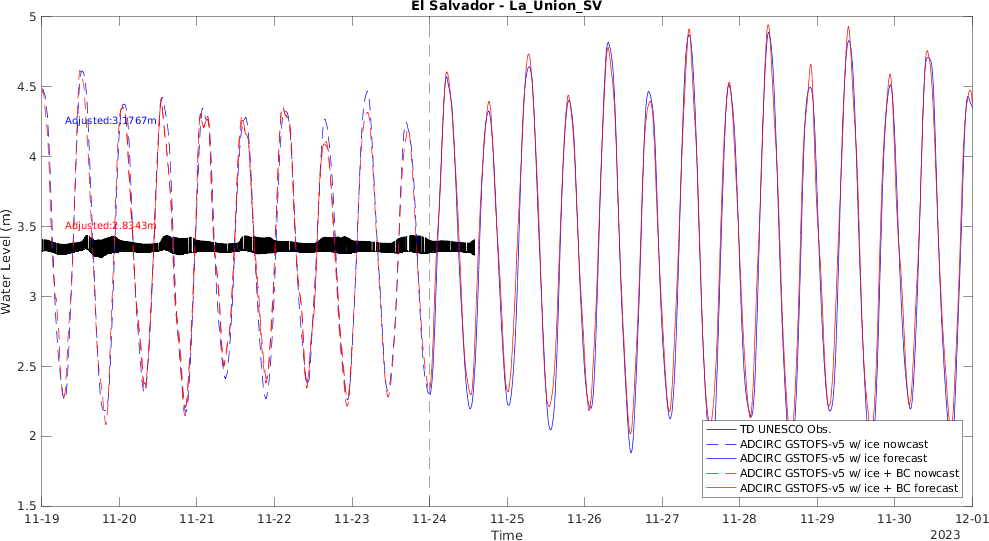 El Salvador - La_Union_SV
5
4.5
4
3.5
3
2.5
2
1.5
Water Level (m)
Adjusted:3.1767m
Adjusted:2.8343m
TD UNESCO Obs.
ADCIRC GSTOFS-v5 w/ ice nowcast
ADCIRC GSTOFS-v5 w/ ice forecast
ADCIRC GSTOFS-v5 w/ ice + BC nowcast
ADCIRC GSTOFS-v5 w/ ice + BC forecast
11-19 11-20 11-21 11-22 11-23 11-24 11-25 11-26 11-27 11-28 11-29 11-30 12-01
Time
2023